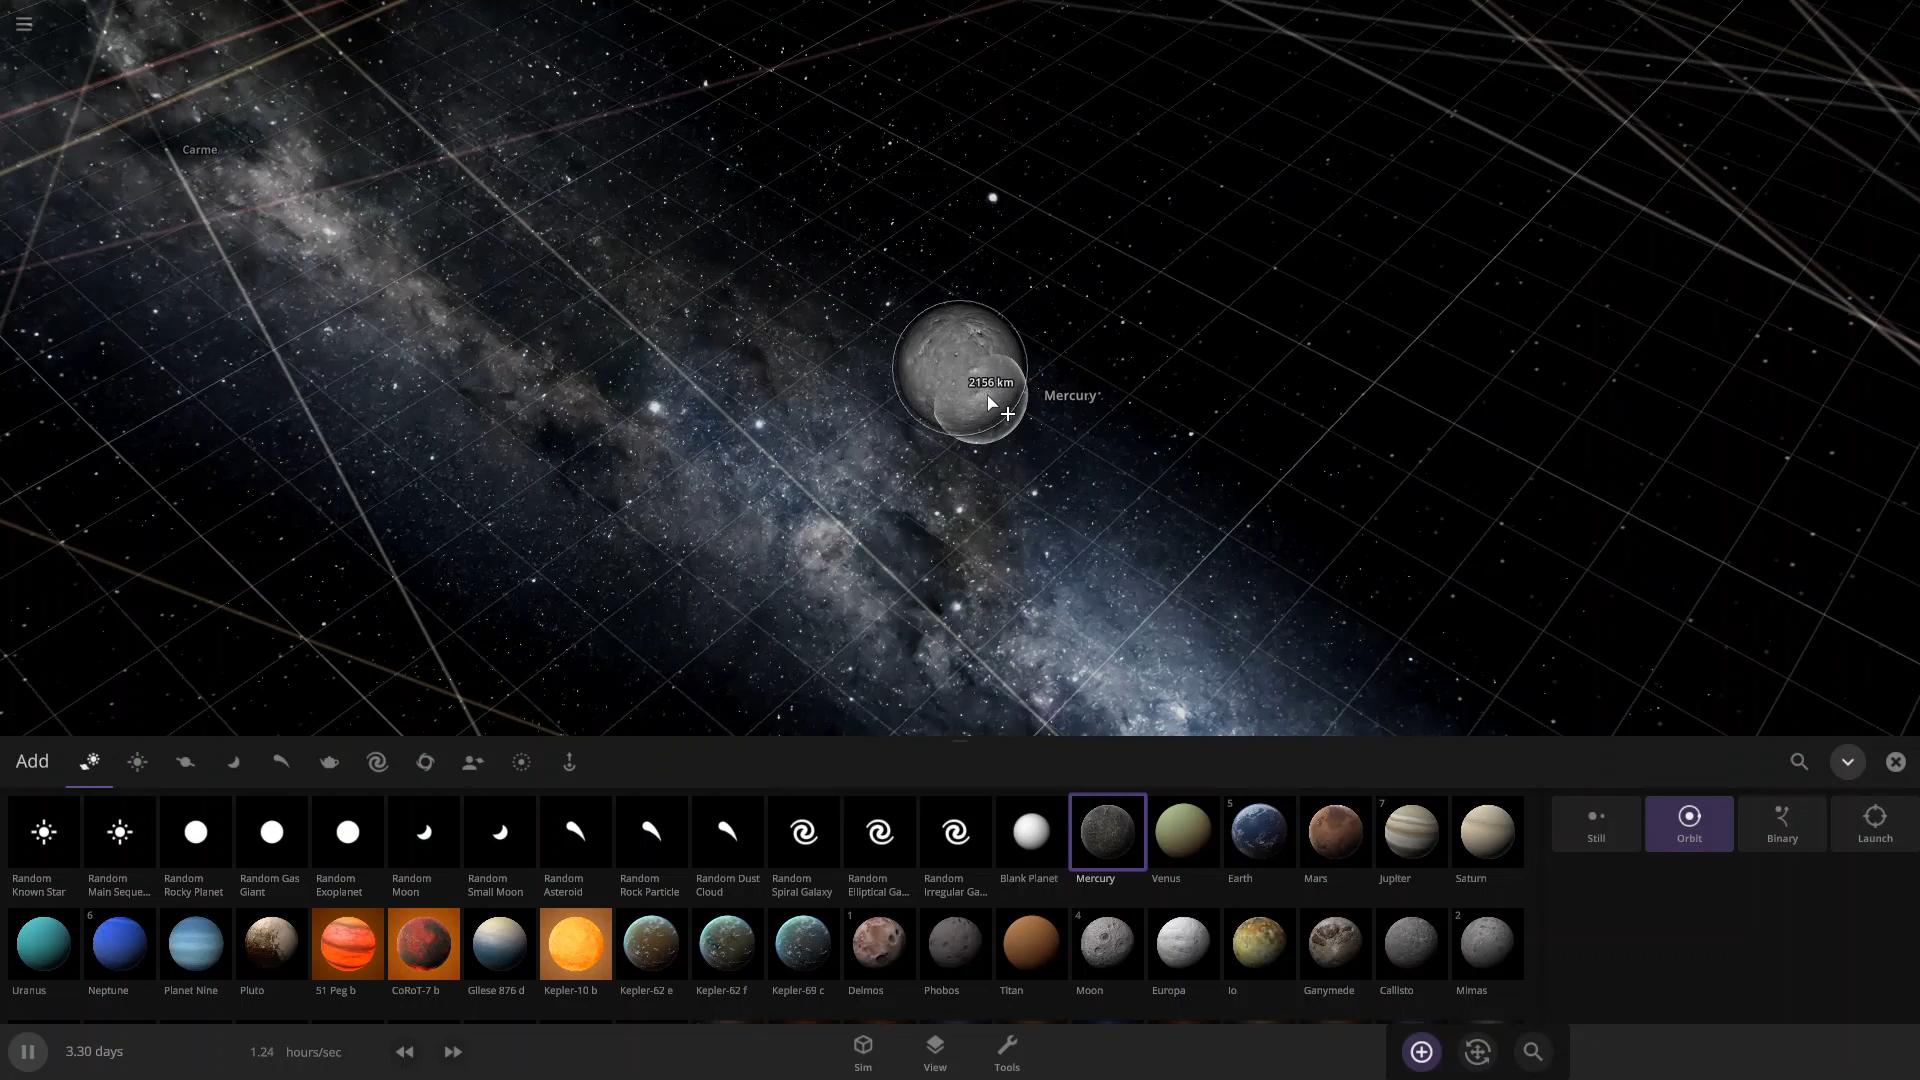 Carme
2156 km
Mercury
Add
Random Known Star
Random Main Seque...
Random Rocky Planet
Random Gas Giant
Random Exoplanet
Random Moon
Random Small Moon
Random Asteroid
Random Rock Particle
Random Dust Cloud
Random Spiral Galaxy
Random Elliptical Ga...
Random Irregular Ga...
Blank Planet
Mercury
Venus
5
Earth
Mars
7
Jupiter
Saturn
Still
Orbit
Binary
Launch
Uranus
6
Neptune
Planet Nine
Pluto
51 Peg b
CoRoT-7 b
Gliese 876 d
Kepler-10 b
Kepler-62 e
Kepler-62 f
Kepler-69 c
1
Deimos
Phobos
Titan
4
Moon
Europa
Io
Ganymede
Callisto
2
Mimas
3.30 days
1.24 hours/sec
Sim
View
Tools